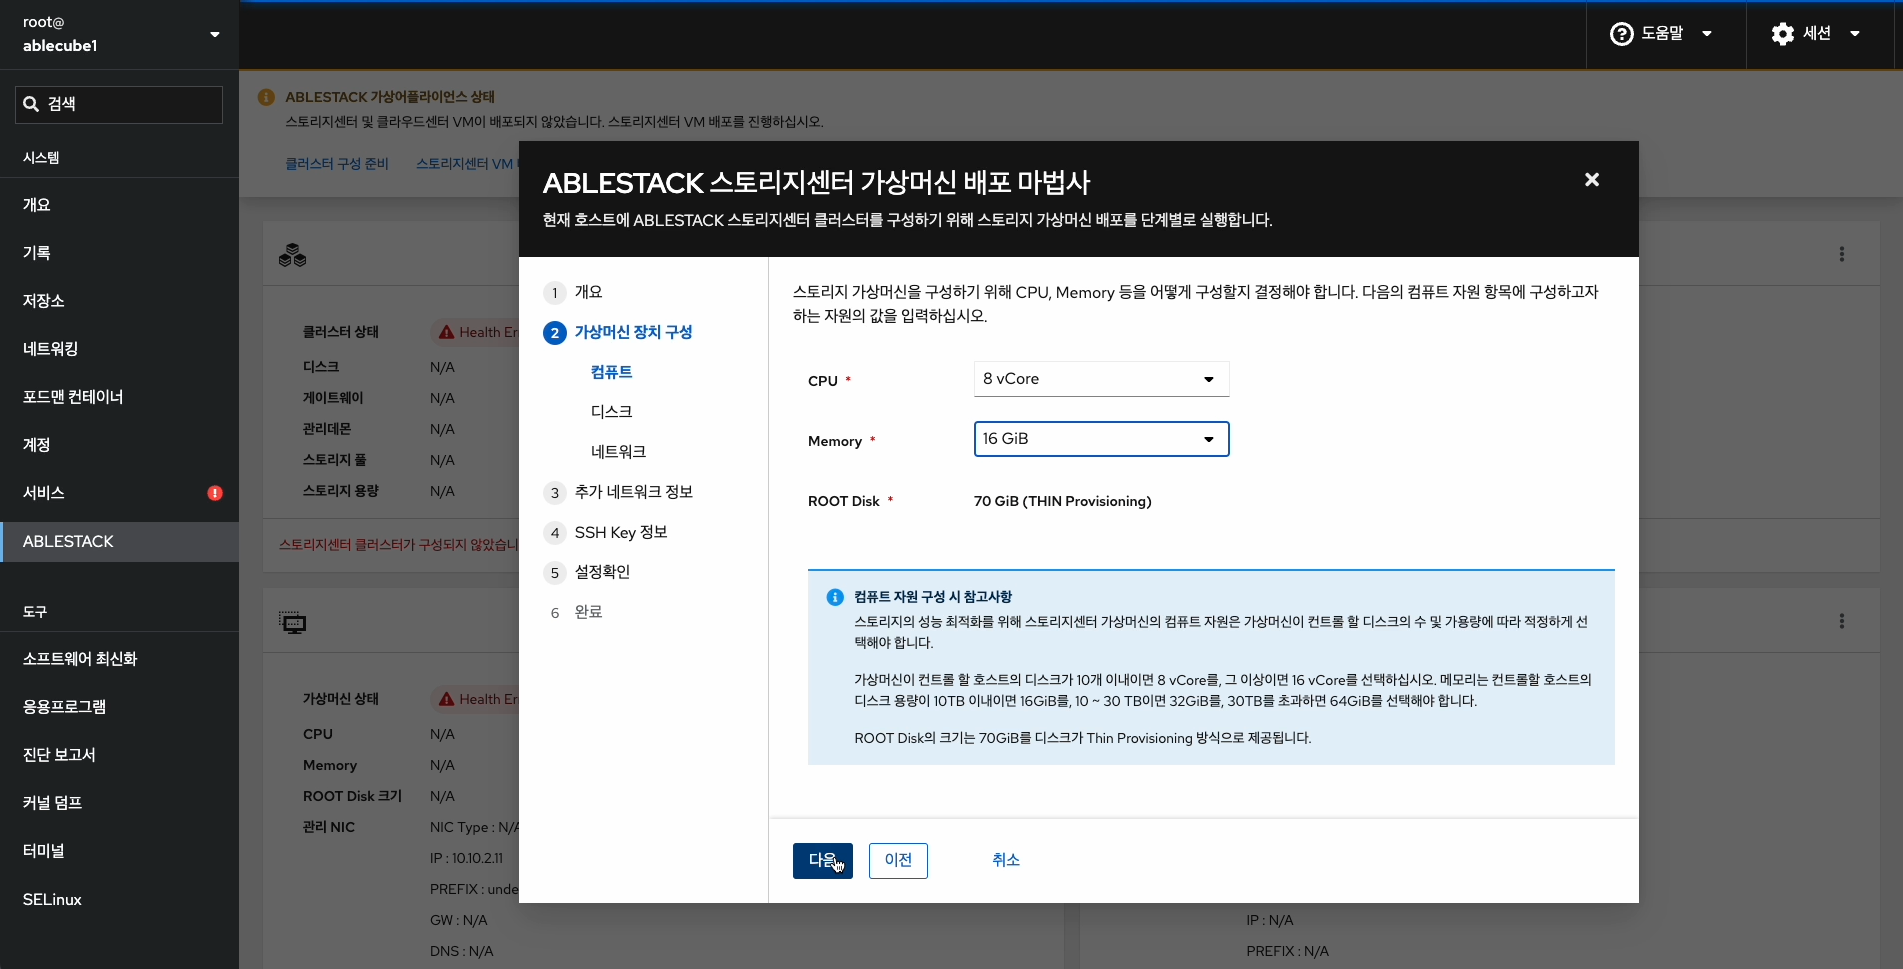 root@
ablecube1
도움말
세션
검색
시스템
개요
기록
저장소
네트워킹
포드맨 컨테이너
계정
서비스
ABLESTACK
도구
소프트웨어 최신화
응용프로그램
진단 보고서
커널 덤프
터미널
SELinux
ABLESTACK 가상어플라이언스 상태
스토리지센터 및 클라우드센터 VM이 배포되지 않았습니다. 스토리지센터 VM 배포를 진행하십시오.
클러스터 구성 준비
스토리지센터 VM
클러스터 상태
Health Er
디스크
N/A
게이트웨이
N/A
관리데몬
N/A
스토리지 풀
N/A
스토리지 용량
N/A
스토리지센터 클러스터가 구성되지 않았습니
가상머신 상태
Health Er
CPU
N/A
Memory
N/A
ROOT Disk 크기
N/A
관리 NIC
NIC Type : N/A
IP : 10.10.2.11
PREFIX : unde
GW : N/A
DNS : N/A
IP : N/A
PREFIX : N/A
ABLESTACK 스토리지센터 가상머신 배포 마법사
현재 호스트에 ABLESTACK 스토리지센터 클러스터를 구성하기 위해 스토리지 가상머신 배포를 단계별로 실행합니다.
1 개요
2 가상머신 장치 구성
컴퓨트
디스크
네트워크
3 추가 네트워크 정보
4 SSH Key 정보
5 설정확인
6 완료
스토리지 가상머신을 구성하기 위해 CPU, Memory 등을 어떻게 구성할지 결정해야 합니다. 다음의 컴퓨트 자원 항목에 구성하고자
하는 자원의 값을 입력하십시오.
CPU *
8 vCore
Memory *
16 GiB
ROOT Disk *
70 GiB (THIN Provisioning)
컴퓨트 자원 구성 시 참고사항
스토리지의 성능 최적화를 위해 스토리지센터 가상머신의 컴퓨트 자원은 가상머신이 컨트롤 할 디스크의 수 및 가용량에 따라 적정하게 선
택해야 합니다.
가상머신이 컨트롤 할 호스트의 디스크가 10개 이내이면 8 vCore를, 그 이상이면 16 vCore를 선택하십시오. 메모리는 컨트롤할 호스트의
디스크 용량이 10TB 이내이면 16GiB를, 10 ~ 30 TB이면 32GiB를, 30TB를 초과하면 64GiB를 선택해야 합니다.
ROOT Disk의 크기는 70GiB를 디스크가 Thin Provisioning 방식으로 제공됩니다.
다음
이전
취소